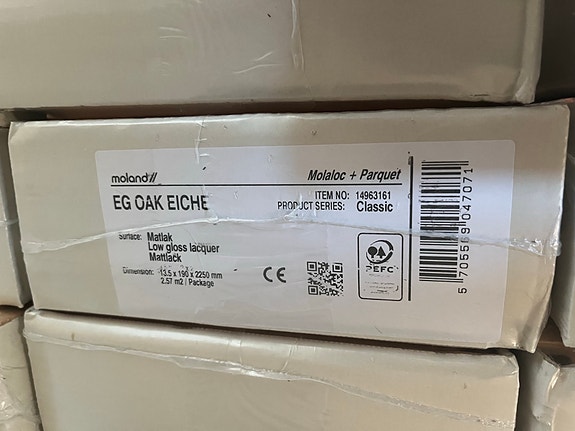 moland
Molaloc + Parquet
EG OAK EICHE
ITEM NO: 14963161
PRODUCT SERIES: Classic
Surface: Matlak
Low gloss lacquer
Mattlack
Dimension: 13.5 x 190 x 2250 mm
2.57 m2 / Package
CE
PEFC
5 705569 047071